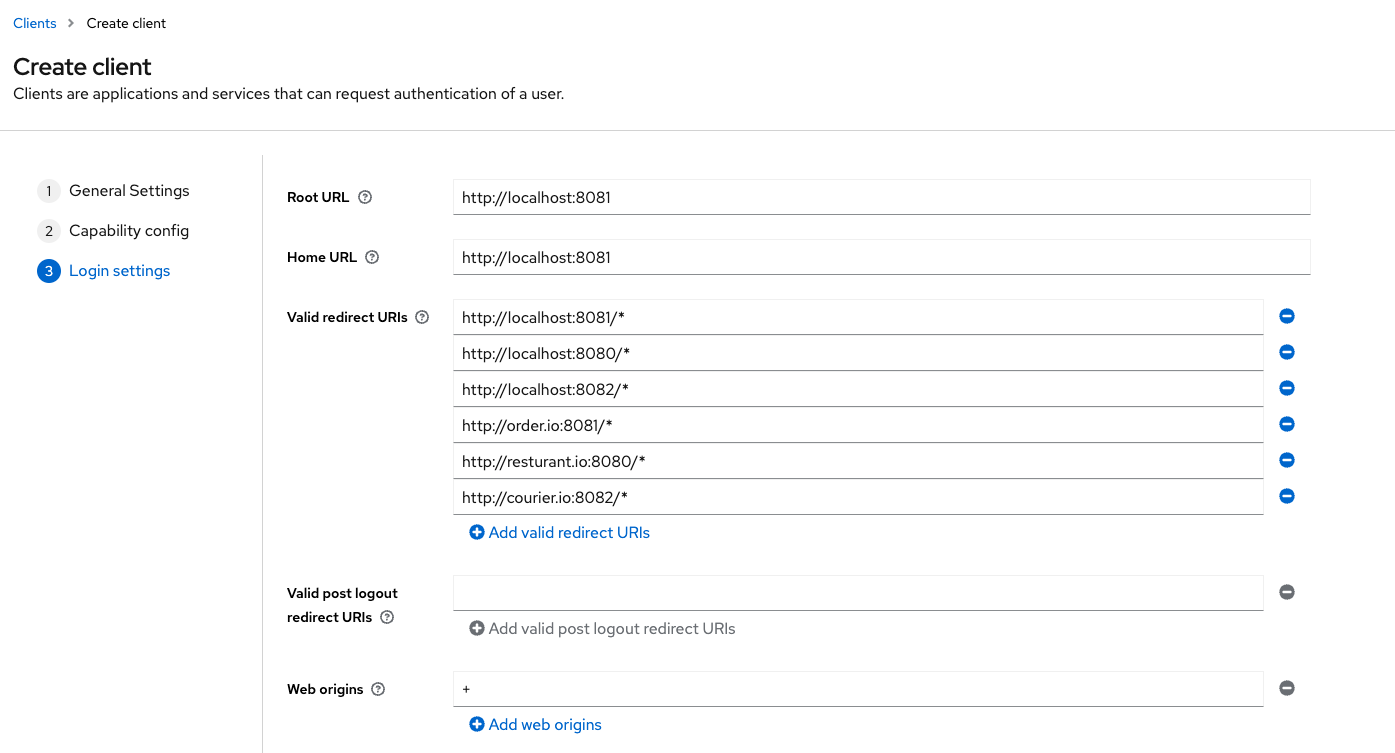 Clients > Create client
Create client
Clients are applications and services that can request authentication of a user.
1 General Settings
2 Capability config
3 Login settings
Root URL
http://localhost:8081
Home URL
http://localhost:8081
Valid redirect URIs
http://localhost:8081/*
http://localhost:8080/*
http://localhost:8082/*
http://order.io:8081/*
http://resturant.io:8080/*
http://courier.io:8082/*
Add valid redirect URIs
Valid post logout
redirect URIs
Add valid post logout redirect URIs
Web origins
+
Add web origins